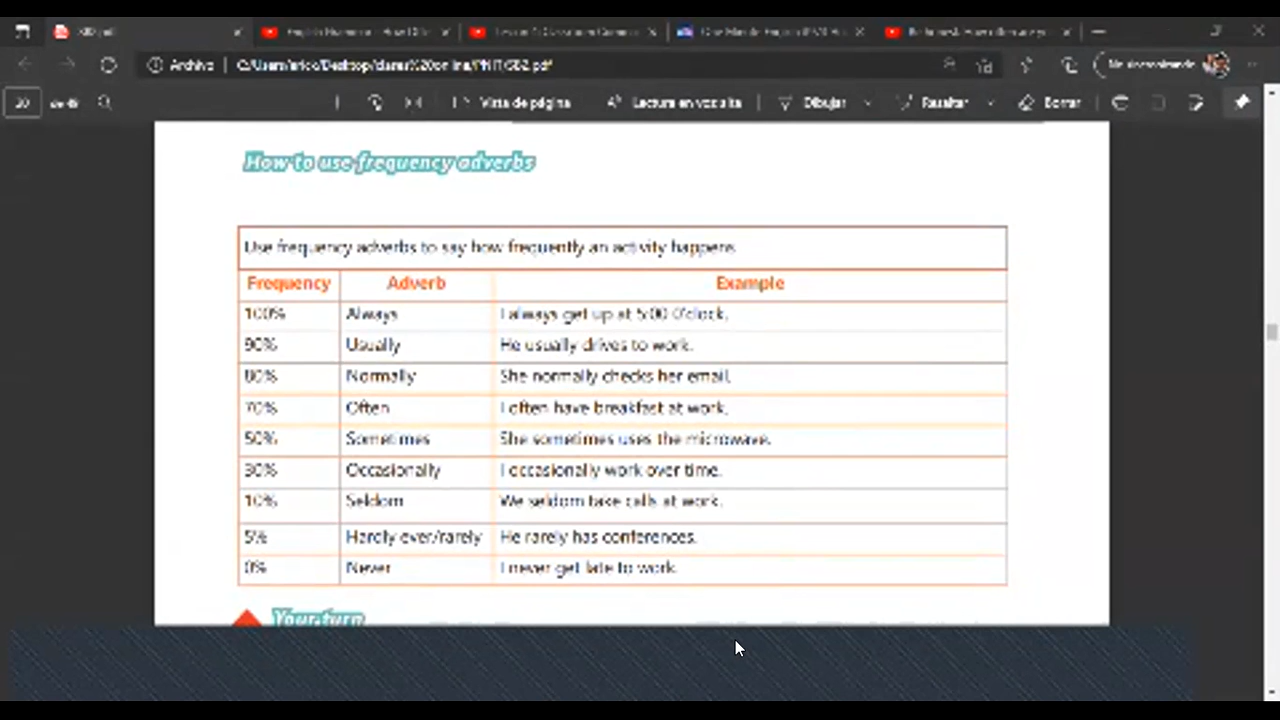 Archivo
Vista de página
Lectura en voz alta
Dibujar
Resaltar
Borrar
How to use frequency adverbs
Use frequency adverbs to say how frequently an activity happens
Frequency Adverb Example
100% Always I always get up at 5:00 O'clock.
90% Usually He usually drives to work.
80% Normally She normally checks her email.
70% Often I often have breakfast at work.
50% Sometimes She sometimes uses the microwave.
30% Occasionally I occasionally work over time.
10% Seldom We seldom take calls at work.
5% Hardly ever/rarely He rarely has conferences.
0% Never I never get late to work.
Your turn